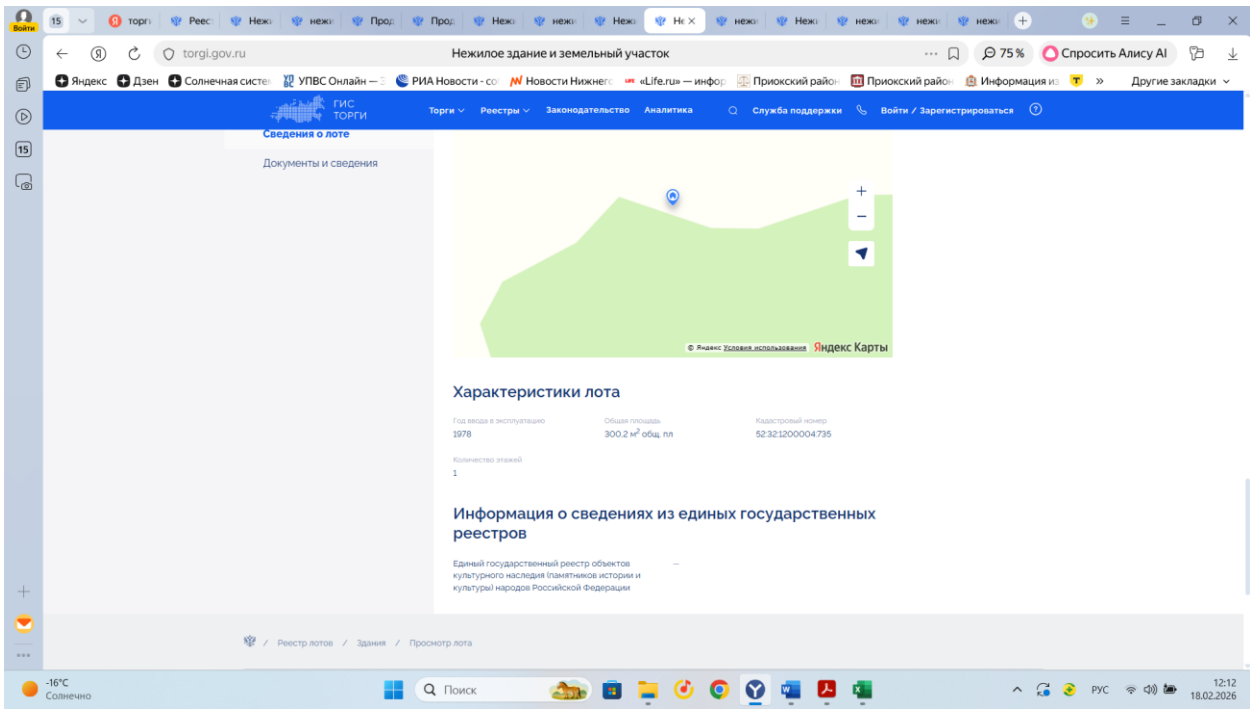 Войти
15
торги
Реест
Нежи
нежи
Прод
Прод
Нежи
нежи
Нежо
Не
нежи
Нежи
нежи
нежи
нежи
torgi.gov.ru
Нежилое здание и земельный участок
75 %
Спросить Алису AI
Яндекс
Дзен
Солнечная систе
УПВС Онлайн – Э
РИА Новости - со
Новости Нижнего
«Life.ru» — инфор
Приокский район
Приокский район
Информация из
»
Другие закладки
ГИС
ТОРГИ
Торги
Реестры
Законодательство
Аналитика
Служба поддержки
Войти / Зарегистрироваться
Сведения о лоте
Документы и сведения
15
+
−
© Яндекс Условия использования Яндекс Карты
Характеристики лота
Год ввода в эксплуатацию
Общая площадь
Кадастровый номер
1978
300.2 м² общ. пл
52:32:1200004:735
Количество этажей
1
Информация о сведениях из единых государственных
реестров
Единый государственный реестр объектов
—
культурного наследия (памятников истории и
культуры) народов Российской Федерации
/ Реестр лотов / Здания / Просмотр лота
-16°C
Солнечно
Поиск
РУС
12:12
18.02.2026